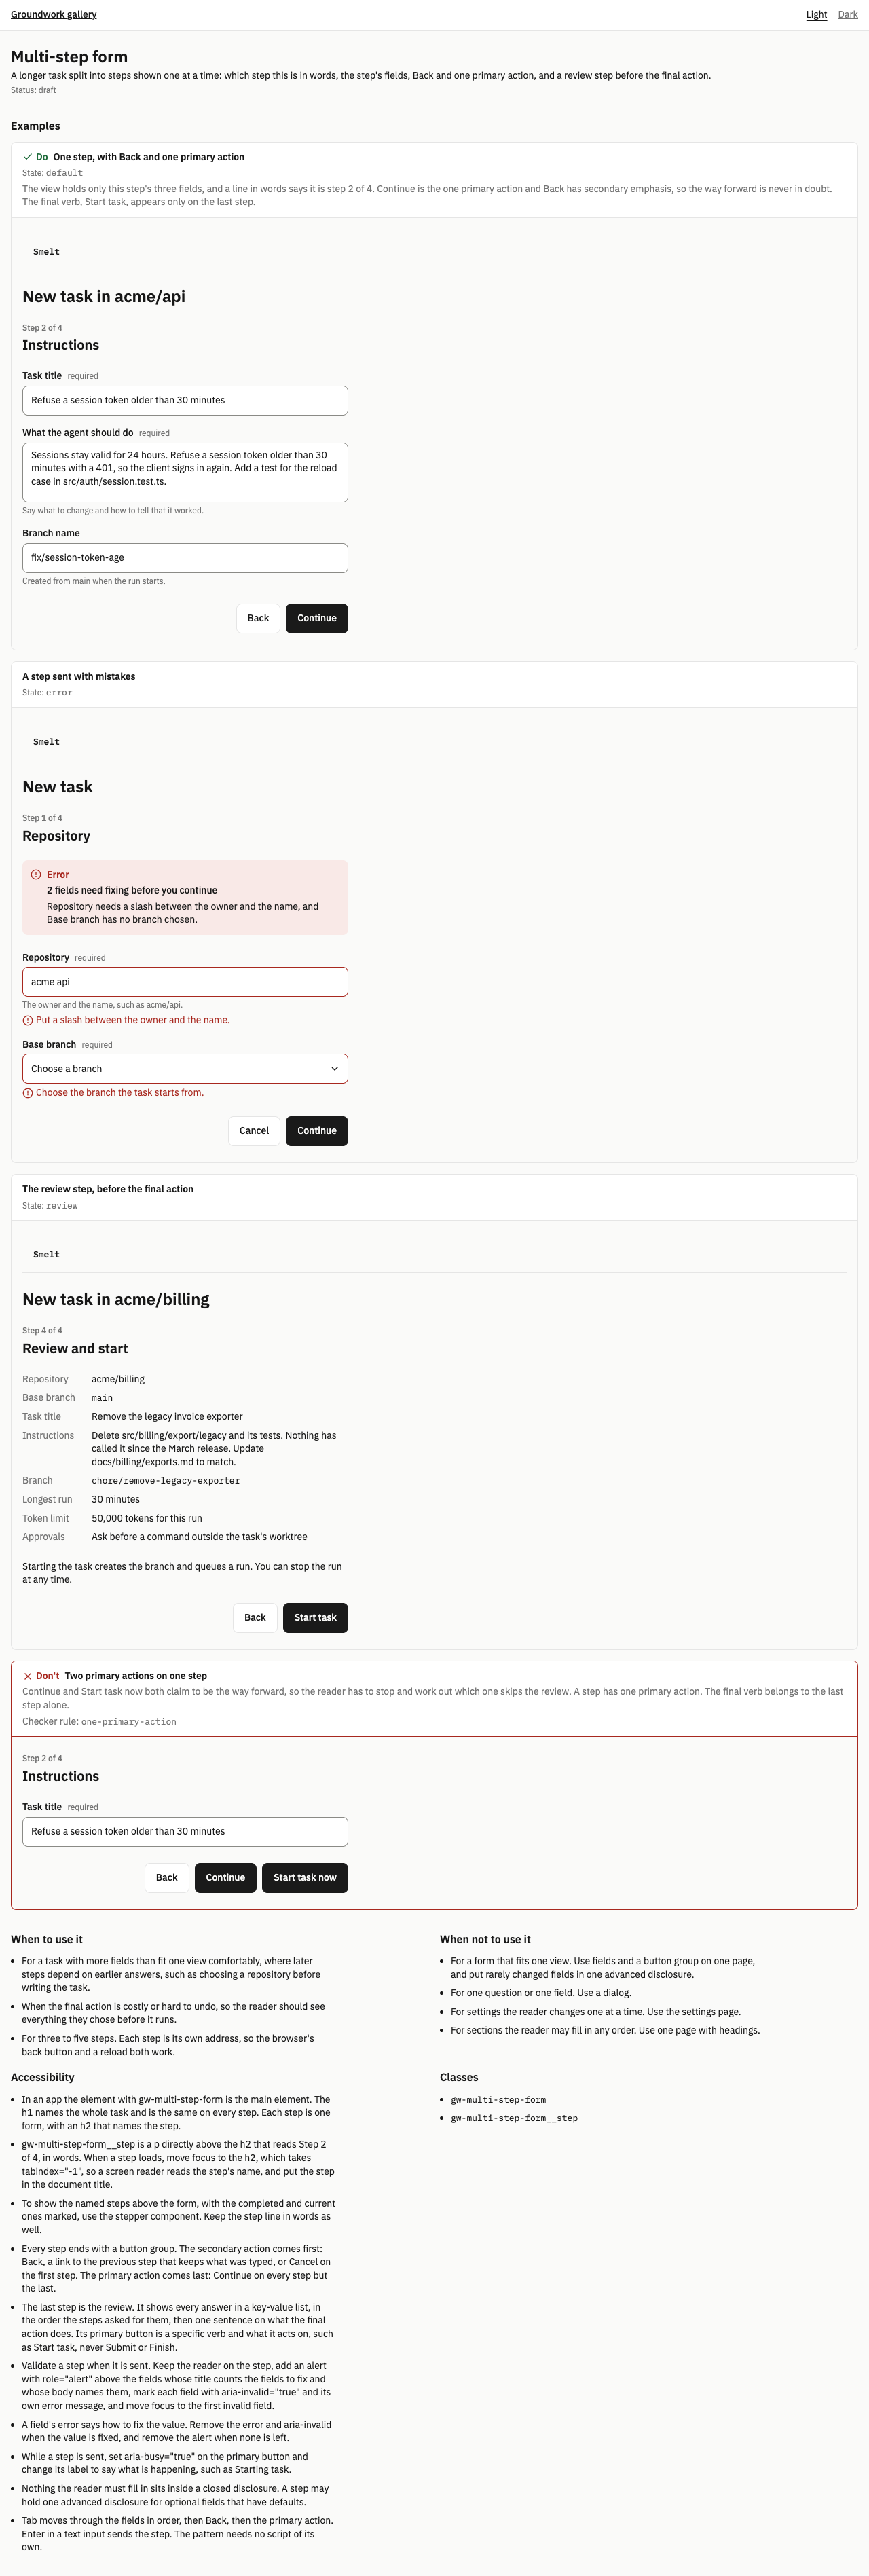 Groundwork gallery
Light Dark
Multi-step form
A longer task split into steps shown one at a time: which step this is in words, the step's fields, Back and one primary action, and a review step before the final action.
Status: draft
Examples
Do One step, with Back and one primary action
State: default
The view holds only this step's three fields, and a line in words says it is step 2 of 4. Continue is the one primary action and Back has secondary emphasis, so the way forward is never in doubt.
The final verb, Start task, appears only on the last step.
Smelt
New task in acme/api
Step 2 of 4
Instructions
Task title required
Refuse a session token older than 30 minutes
What the agent should do required
Sessions stay valid for 24 hours. Refuse a session token older than 30
minutes with a 401, so the client signs in again. Add a test for the reload
case in src/auth/session.test.ts.
Say what to change and how to tell that it worked.
Branch name
fix/session-token-age
Created from main when the run starts.
Back Continue
A step sent with mistakes
State: error
Smelt
New task
Step 1 of 4
Repository
Error
2 fields need fixing before you continue
Repository needs a slash between the owner and the name, and
Base branch has no branch chosen.
Repository required
acme api
The owner and the name, such as acme/api.
Put a slash between the owner and the name.
Base branch required
Choose a branch
Choose the branch the task starts from.
Cancel Continue
The review step, before the final action
State: review
Smelt
New task in acme/billing
Step 4 of 4
Review and start
Repository acme/billing
Base branch main
Task title Remove the legacy invoice exporter
Instructions Delete src/billing/export/legacy and its tests. Nothing has
called it since the March release. Update
docs/billing/exports.md to match.
Branch chore/remove-legacy-exporter
Longest run 30 minutes
Token limit 50,000 tokens for this run
Approvals Ask before a command outside the task's worktree
Starting the task creates the branch and queues a run. You can stop the run
at any time.
Back Start task
Don't Two primary actions on one step
Continue and Start task now both claim to be the way forward, so the reader has to stop and work out which one skips the review. A step has one primary action. The final verb belongs to the last
step alone.
Checker rule: one-primary-action
Step 2 of 4
Instructions
Task title required
Refuse a session token older than 30 minutes
Back Continue Start task now
When to use it
For a task with more fields than fit one view comfortably, where later
steps depend on earlier answers, such as choosing a repository before
writing the task.
When the final action is costly or hard to undo, so the reader should see
everything they chose before it runs.
For three to five steps. Each step is its own address, so the browser's
back button and a reload both work.
When not to use it
For a form that fits one view. Use fields and a button group on one page,
and put rarely changed fields in one advanced disclosure.
For one question or one field. Use a dialog.
For settings the reader changes one at a time. Use the settings page.
For sections the reader may fill in any order. Use one page with headings.
Accessibility
In an app the element with gw-multi-step-form is the main element. The
h1 names the whole task and is the same on every step. Each step is one
form, with an h2 that names the step.
gw-multi-step-form__step is a p directly above the h2 that reads Step 2
of 4, in words. When a step loads, move focus to the h2, which takes
tabindex="-1", so a screen reader reads the step's name, and put the step
in the document title.
To show the named steps above the form, with the completed and current
ones marked, use the stepper component. Keep the step line in words as
well.
Every step ends with a button group. The secondary action comes first:
Back, a link to the previous step that keeps what was typed, or Cancel on
the first step. The primary action comes last: Continue on every step but
the last.
The last step is the review. It shows every answer in a key-value list, in
the order the steps asked for them, then one sentence on what the final
action does. Its primary button is a specific verb and what it acts on, such
as Start task, never Submit or Finish.
Validate a step when it is sent. Keep the reader on the step, add an alert
with role="alert" above the fields whose title counts the fields to fix and
whose body names them, mark each field with aria-invalid="true" and its
own error message, and move focus to the first invalid field.
A field's error says how to fix the value. Remove the error and aria-invalid
when the value is fixed, and remove the alert when none is left.
While a step is sent, set aria-busy="true" on the primary button and
change its label to say what is happening, such as Starting task.
Nothing the reader must fill in sits inside a closed disclosure. A step may
hold one advanced disclosure for optional fields that have defaults.
Tab moves through the fields in order, then Back, then the primary action.
Enter in a text input sends the step. The pattern needs no script of its
own.
Classes
gw-multi-step-form
gw-multi-step-form__step